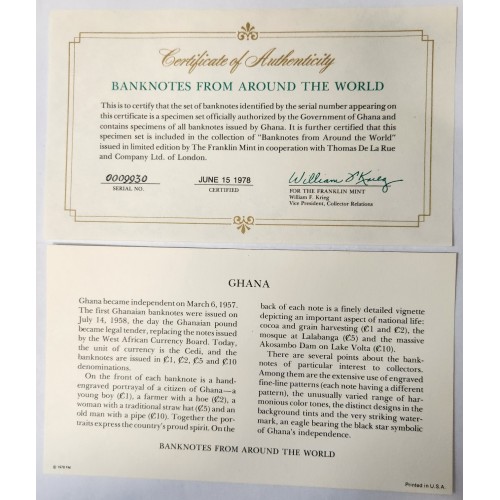 Certificate of Authenticity
BANKNOTES FROM AROUND THE WORLD
This is to certify that the set of banknotes identified by the serial number appearing on
this certificate is a specimen set officially authorized by the Government of Ghana and
contains specimens of all banknotes issued by Ghana. It is further certified that this
specimen set is included in the collection of "Banknotes from Around the World"
issued in limited edition by The Franklin Mint in cooperation with Thomas De La Rue
and Company Ltd. of London.
0009930
SERIAL NO.
JUNE 15 1978
CERTIFIED
William F. Krieg
FOR THE FRANKLIN MINT
William F. Krieg
Vice President, Collector Relations
GHANA
Ghana became independent on March 6, 1957.
The first Ghanaian banknotes were issued on
July 14, 1958, the day the Ghanaian pound
became legal tender, replacing the notes issued
by the West African Currency Board. Today,
the unit of currency is the Cedi, and the
banknotes are issued in ₵1, ₵2, ₵5 and ₵10
denominations.
On the front of each banknote is a hand-
engraved portrayal of a citizen of Ghana—a
young boy (₵1), a farmer with a hoe (₵2), a
woman with a traditional straw hat (₵5) and an
old man with a pipe (₵10). Together the por-
traits express the country's proud spirit. On the
back of each note is a finely detailed vignette
depicting an important aspect of national life:
cocoa and grain harvesting (₵1 and ₵2), the massive
mosque at Lalabanga (₵5) and the massive
Akosambo Dam on Lake Volta (₵10).
There are several points about the bank-
notes of particular interest to collectors.
Among them are the extensive use of engraved
fine-line patterns (each note having a different
pattern), the unusually varied range of har-
monious color tones, the distinct designs in the
background tints and the very striking water-
mark, an eagle bearing the black star symbolic
of Ghana's independence.
BANKNOTES FROM AROUND THE WORLD
© 1978 FM
Printed in U.S.A.